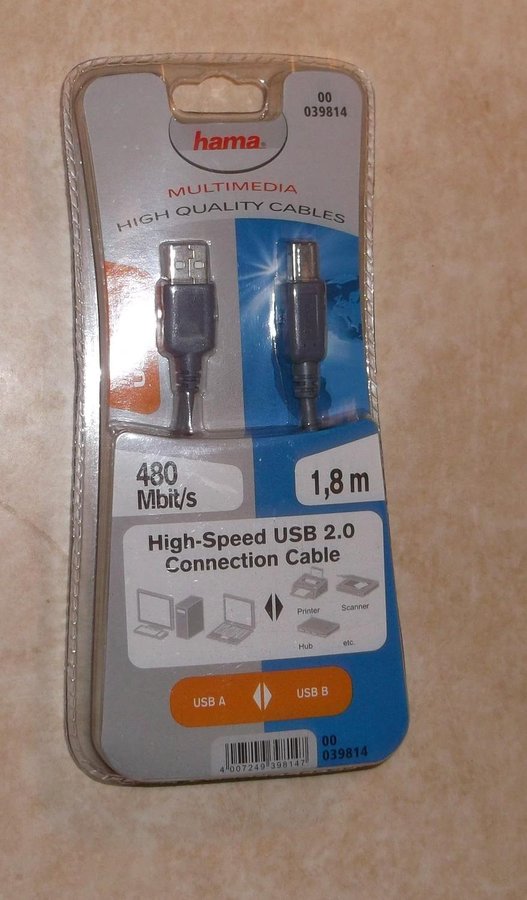 00
039814
hama®
MULTIMEDIA
HIGH QUALITY CABLES
480
Mbit/s
1,8 m
High-Speed USB 2.0
Connection Cable
Printer
Scanner
Hub
etc.
USB A
USB B
00
039814
4 007249 398147